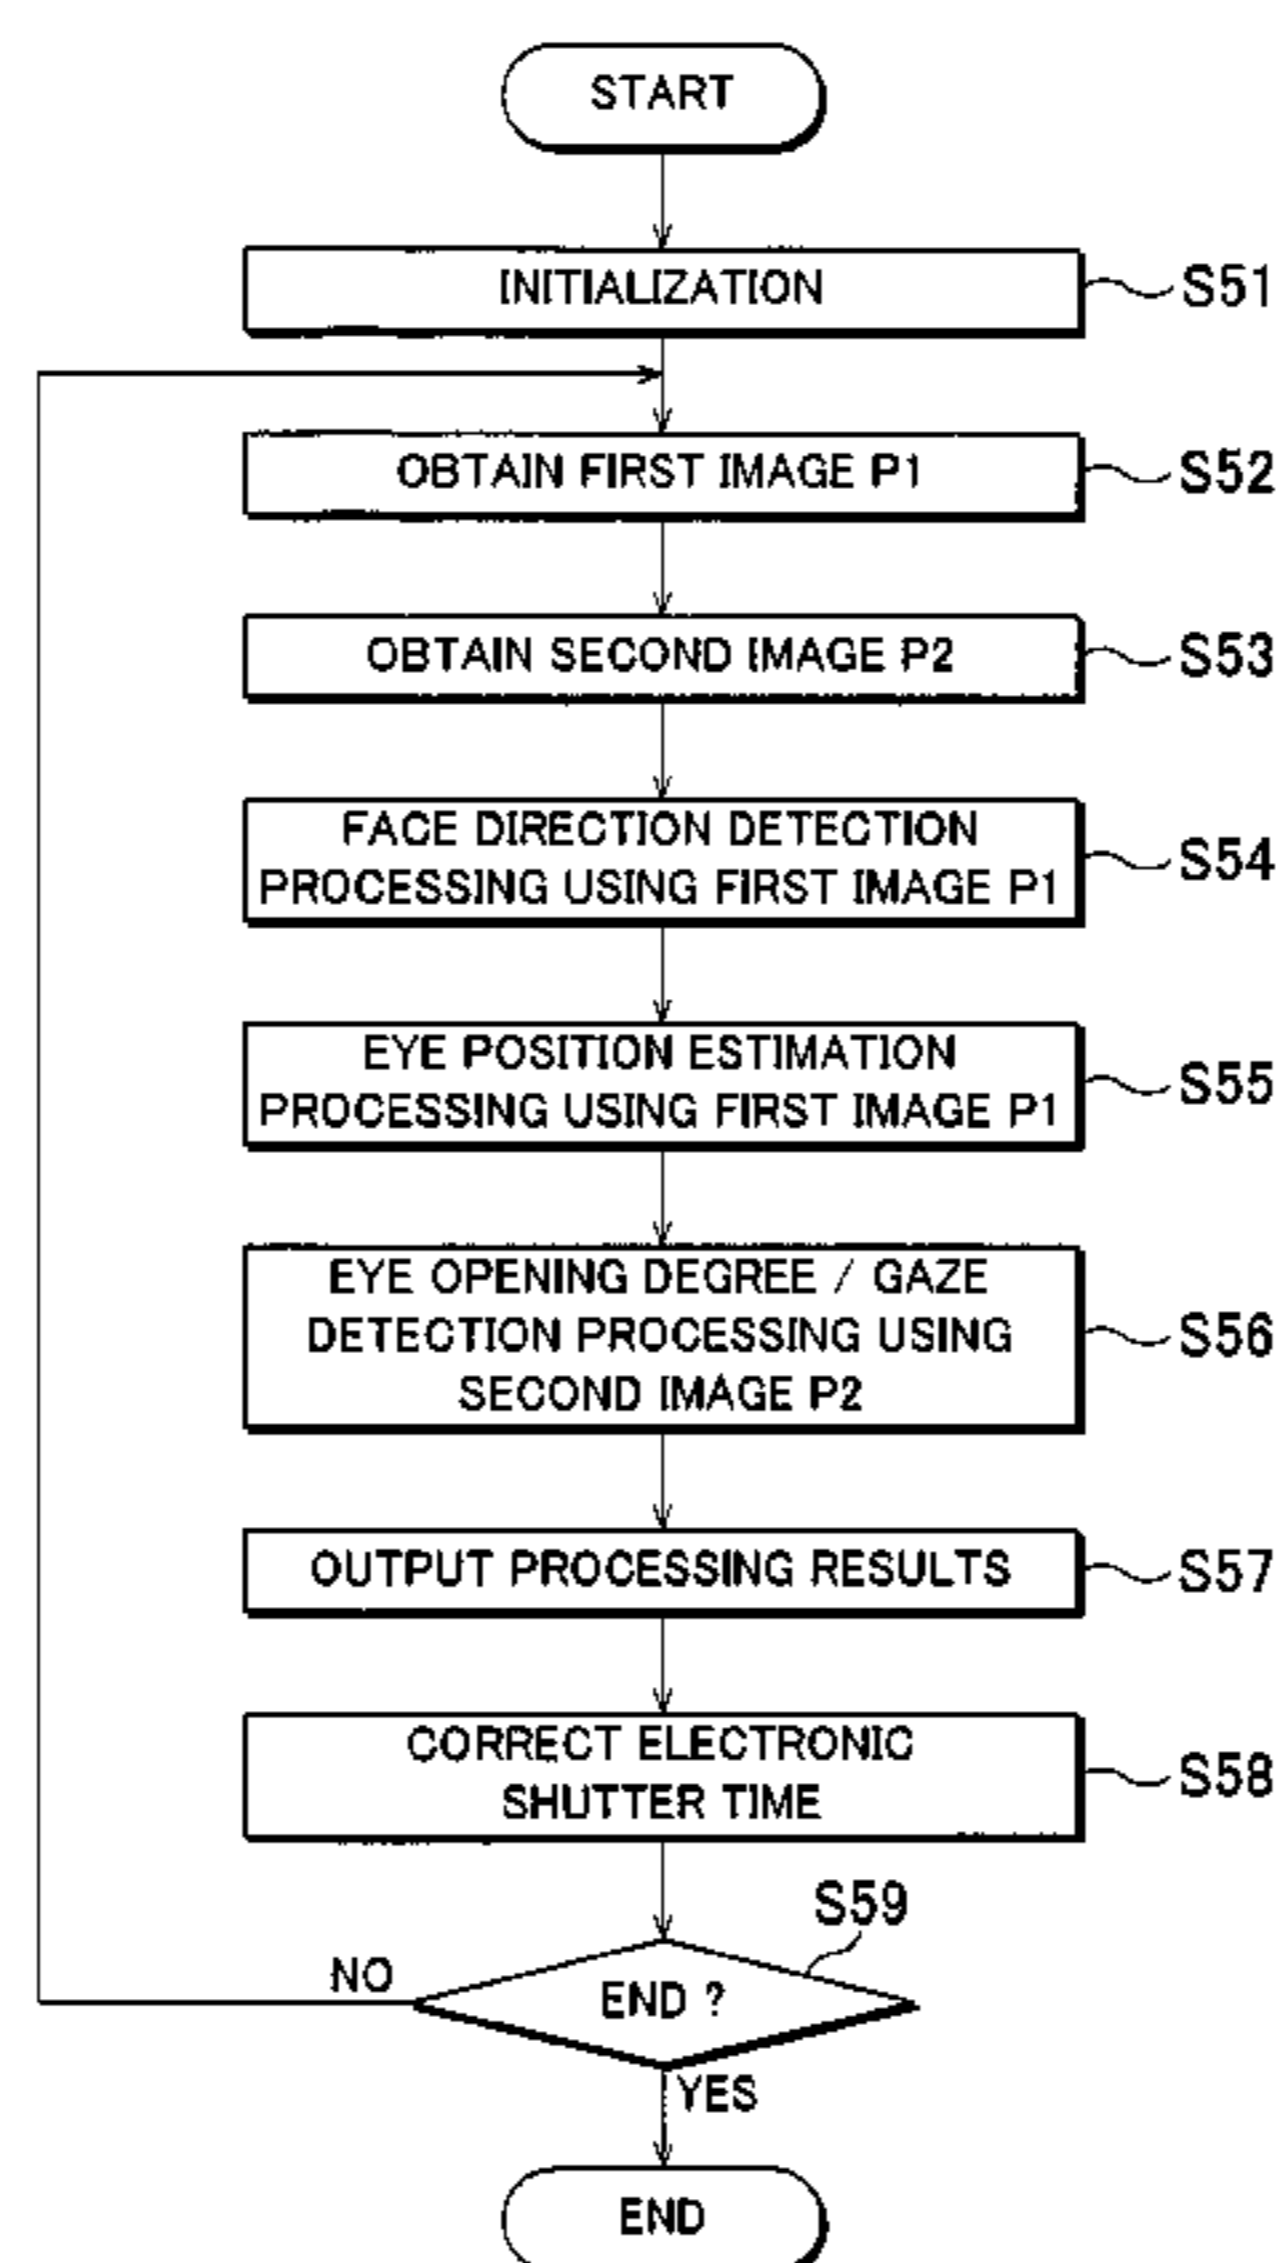 START
INITIALIZATION
S51
OBTAIN FIRST IMAGE P1
S52
OBTAIN SECOND IMAGE P2
S53
FACE DIRECTION DETECTION
PROCESSING USING FIRST IMAGE P1
S54
EYE POSITION ESTIMATION
PROCESSING USING FIRST IMAGE P1
S55
EYE OPENING DEGREE / GAZE
DETECTION PROCESSING USING
SECOND IMAGE P2
S56
OUTPUT PROCESSING RESULTS
S57
CORRECT ELECTRONIC
SHUTTER TIME
S58
S59
NO
END ?
YES
END